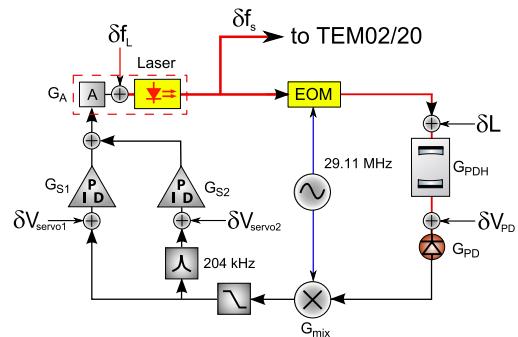 δf_s
to TEM02/20
δf_L
Laser
G_A
A
EOM
δL
G_PDH
29.11 MHz
P
I D
G_S1
P
I D
G_S2
δV_servo1
δV_servo2
δV_PD
G_PD
204 kHz
G_mix